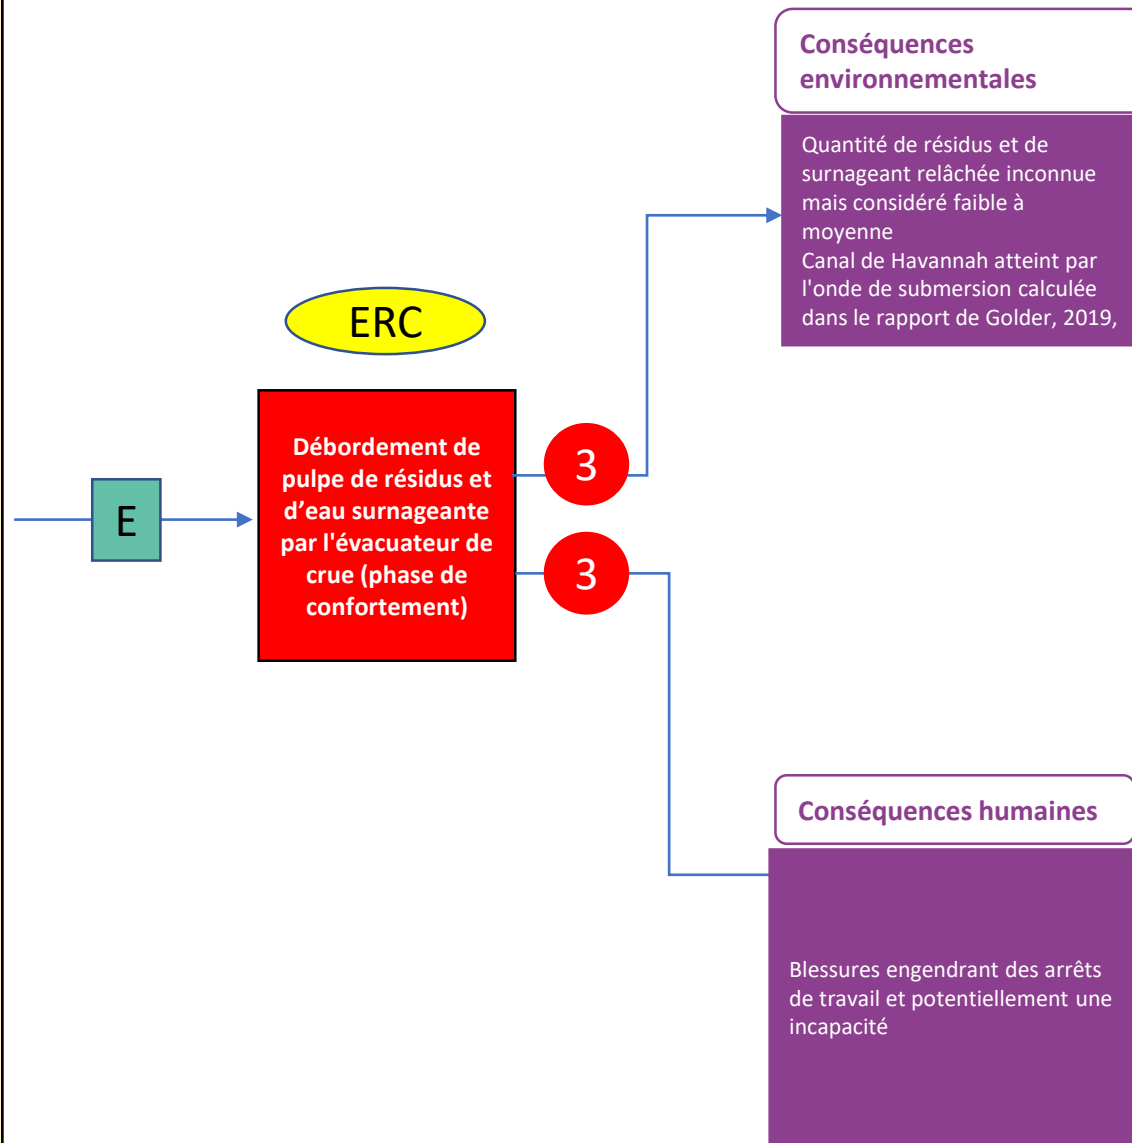 Conséquences
environnementales
Quantité de résidus et de
surnageant relâchée inconnue
mais considéré faible à
moyenne
Canal de Havannah atteint par
l'onde de submersion calculée
dans le rapport de Golder, 2019,
ERC
Débordement de
pulpe de résidus et
d’eau surnageante
par l'évacuateur de
crue (phase de
confortement)
3
E
3
Conséquences humaines
Blessures engendrant des arrêts
de travail et potentiellement une
incapacité